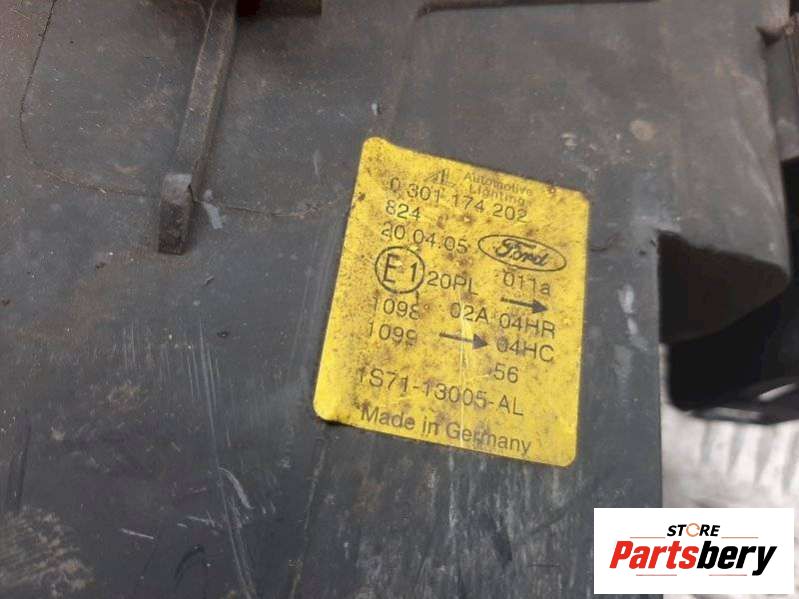 Automotive
Lighting
0 301 174 202
824
20.04.05 Ford
E1 20PL 011a
1098 02A 04HR
1099 04HC
56
1S71-13005-AL
Made in Germany
STORE
Partsbery